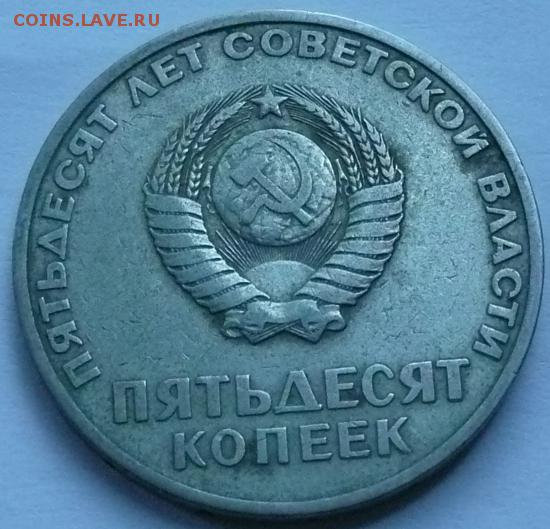 COINS.LAVE.RU
ПЯТЬДЕСЯТ ЛЕТ СОВЕТСКОЙ ВЛАСТИ
ПЯТЬДЕСЯТ
КОПЕЕК